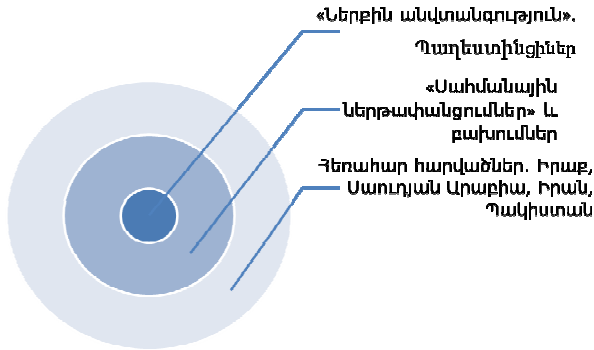 «Ներքին անվտանգություն».
Պաղեստինցիներ
«Սահմանային
ներթափանցումներ» և
բախումներ
Հեռահար հարվածներ. Իրաք,
Սաուդյան Արաբիա, Իրան,
Պակիստան